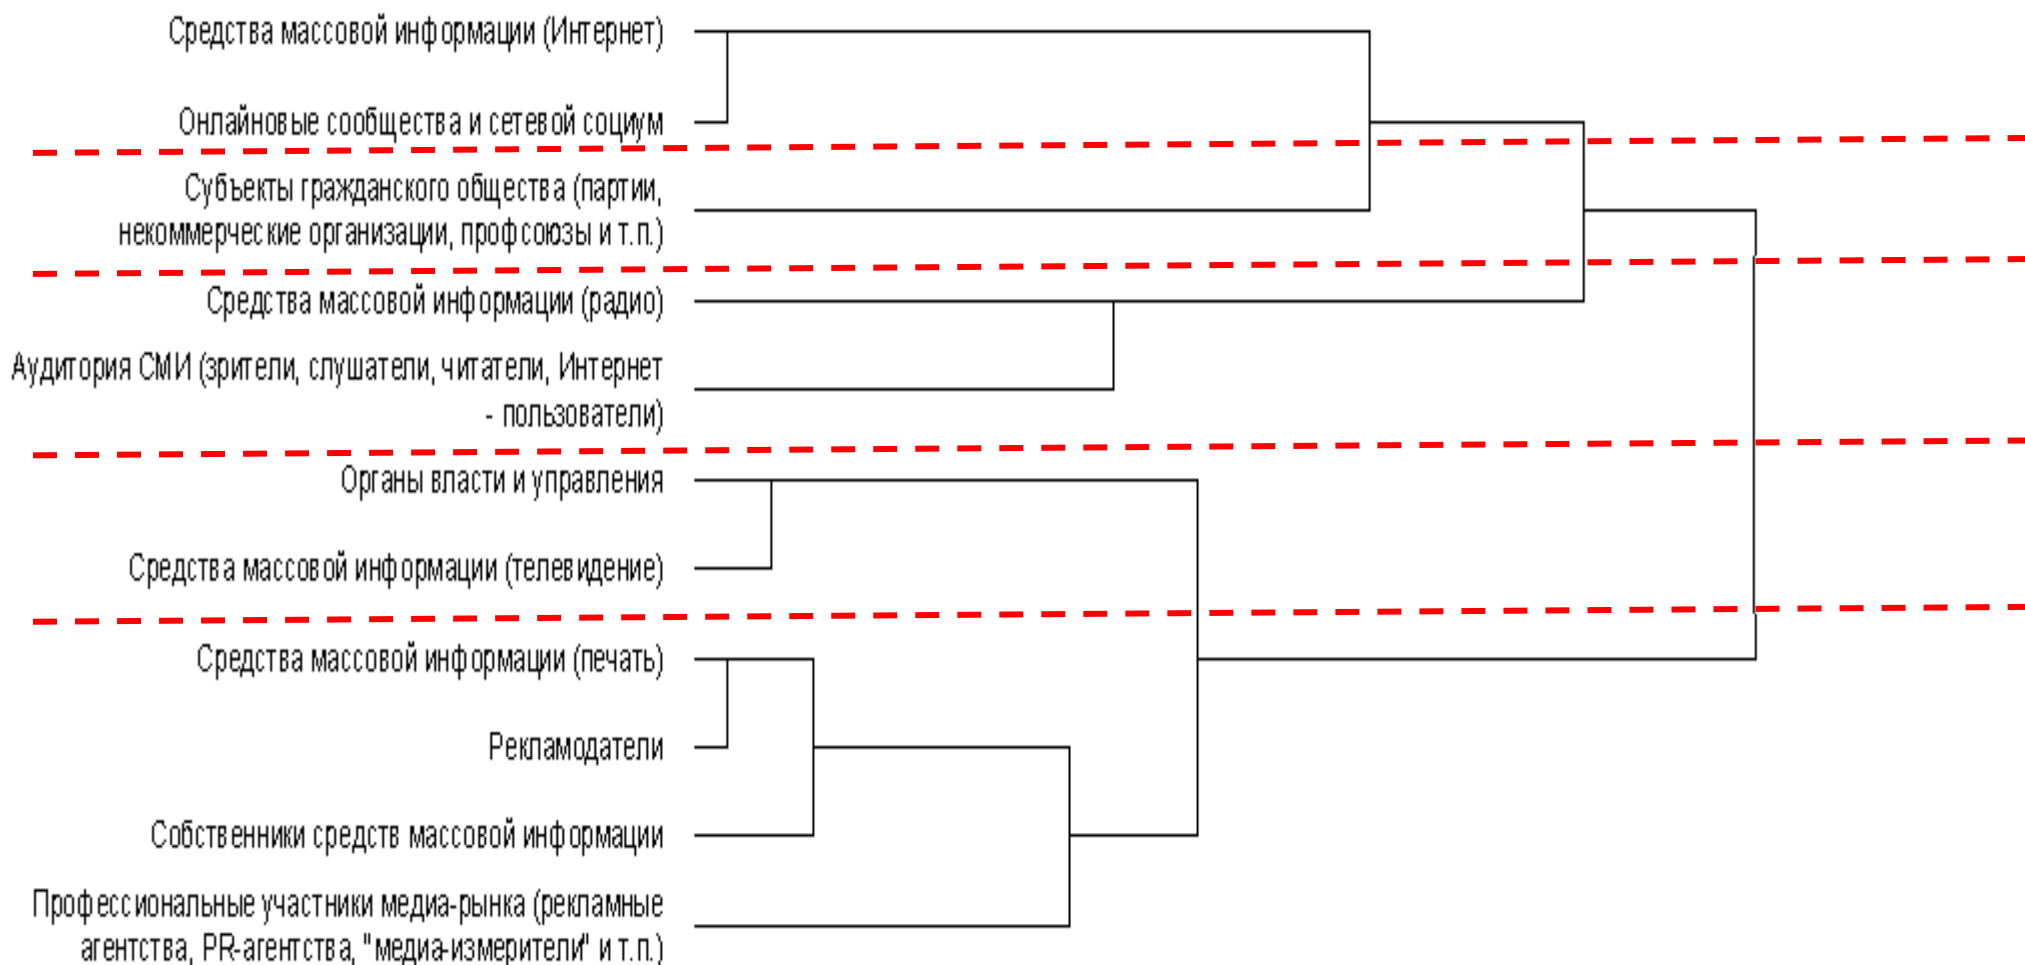 Средства массовой информации (Интернет)
Онлайновые сообщества и сетевой социум
Субъекты гражданского общества (партии,
некоммерческие организации, профсоюзы и т.п.)
Средства массовой информации (радио)
Аудитория СМИ (зрители, слушатели, читатели, Интернет
- пользователи)
Органы власти и управления
Средства массовой информации (телевидение)
Средства массовой информации (печать)
Рекламодатели
Собственники средств массовой информации
Профессиональные участники медиа-рынка (рекламные
агентства, PR-агентства, "медиа-измерители" и т.п.)